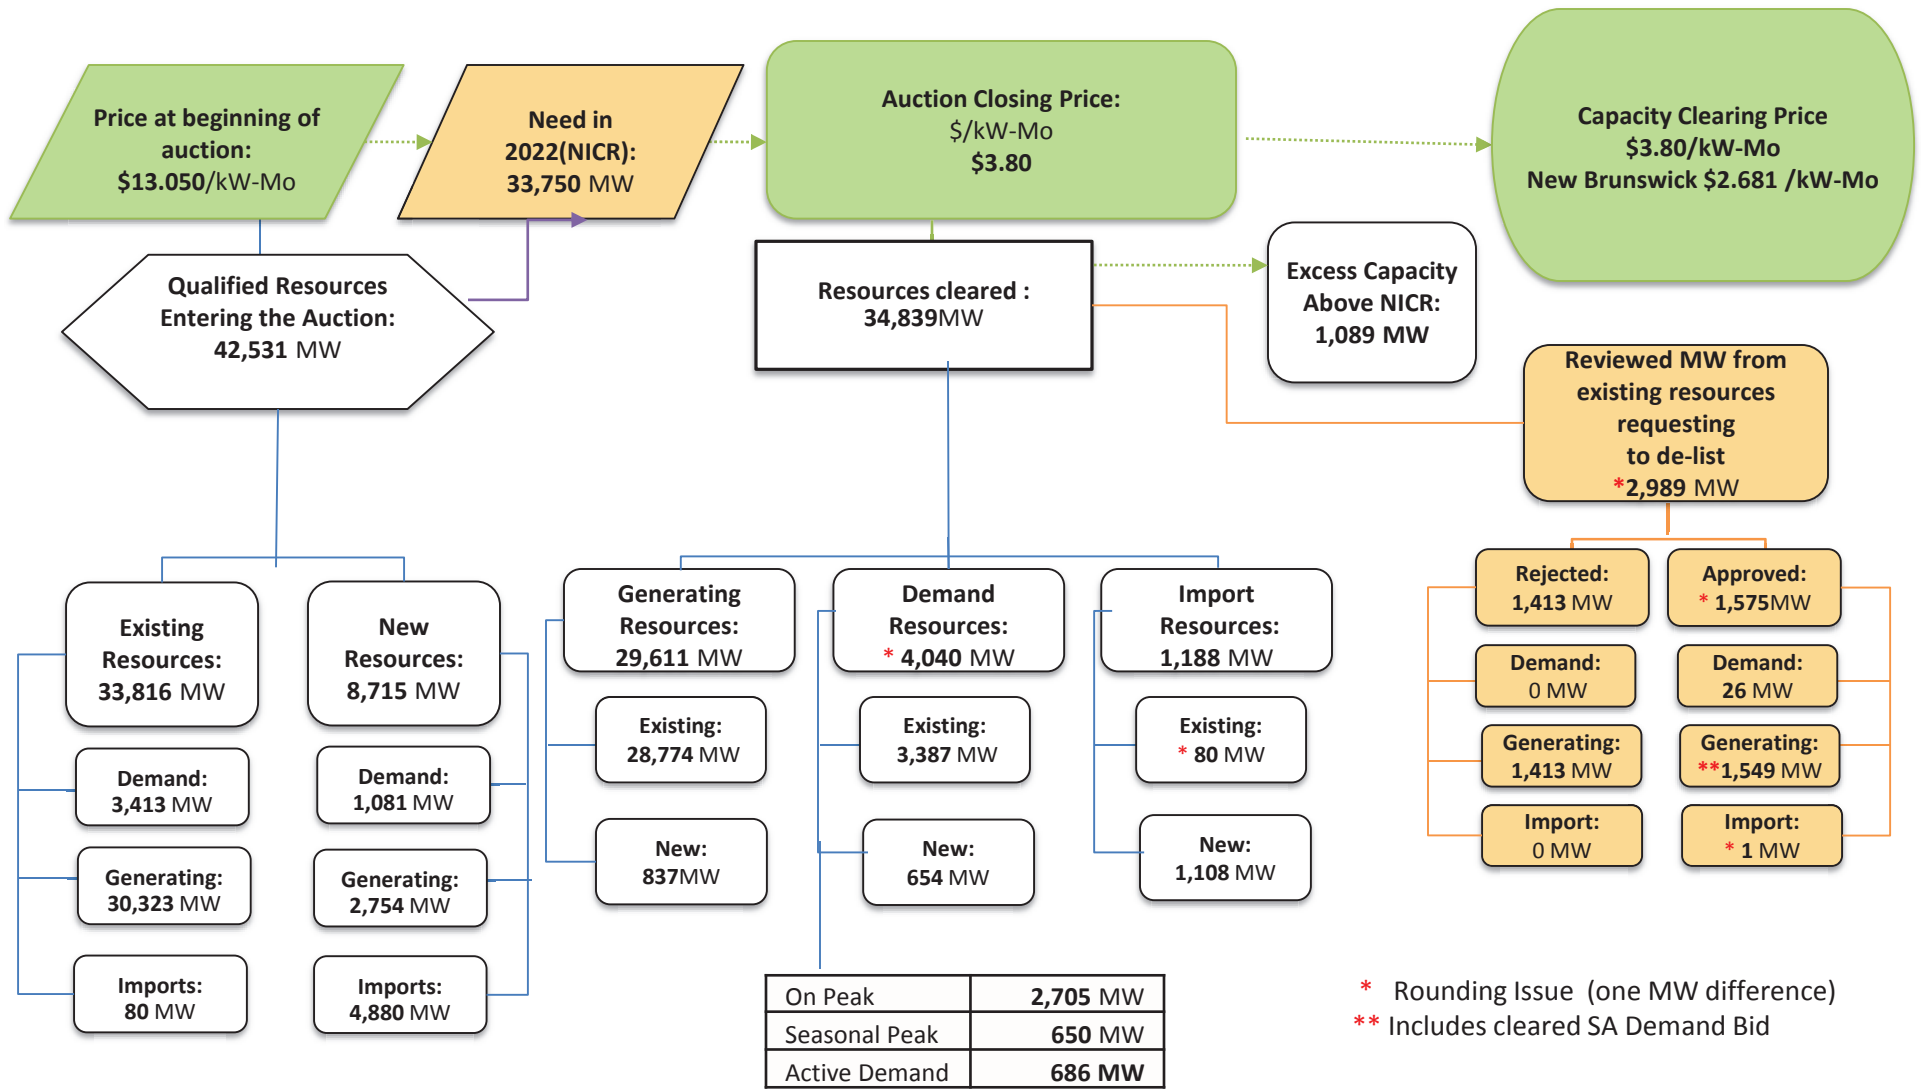 Price at beginning of
auction:
$13.050/kW-Mo
Need in
2022(NICR):
33,750 MW
Auction Closing Price:
$/kW-Mo
$3.80
Capacity Clearing Price
$3.80/kW-Mo
New Brunswick $2.681 /kW-Mo
Qualified Resources
Entering the Auction:
42,531 MW
Resources cleared :
34,839MW
Excess Capacity
Above NICR:
1,089 MW
Reviewed MW from
existing resources
requesting
to de-list
*2,989 MW
Existing
Resources:
33,816 MW
Demand:
3,413 MW
Generating:
30,323 MW
Imports:
80 MW
New
Resources:
8,715 MW
Demand:
1,081 MW
Generating:
2,754 MW
Imports:
4,880 MW
Generating
Resources:
29,611 MW
Existing:
28,774 MW
New:
837MW
Demand
Resources:
* 4,040 MW
Existing:
3,387 MW
New:
654 MW
Import
Resources:
1,188 MW
Existing:
* 80 MW
New:
1,108 MW
Rejected:
1,413 MW
Demand:
0 MW
Generating:
1,413 MW
Import:
0 MW
Approved:
* 1,575MW
Demand:
26 MW
Generating:
**1,549 MW
Import:
* 1 MW
On Peak 2,705 MW
Seasonal Peak 650 MW
Active Demand 686 MW
* Rounding Issue (one MW difference)
** Includes cleared SA Demand Bid